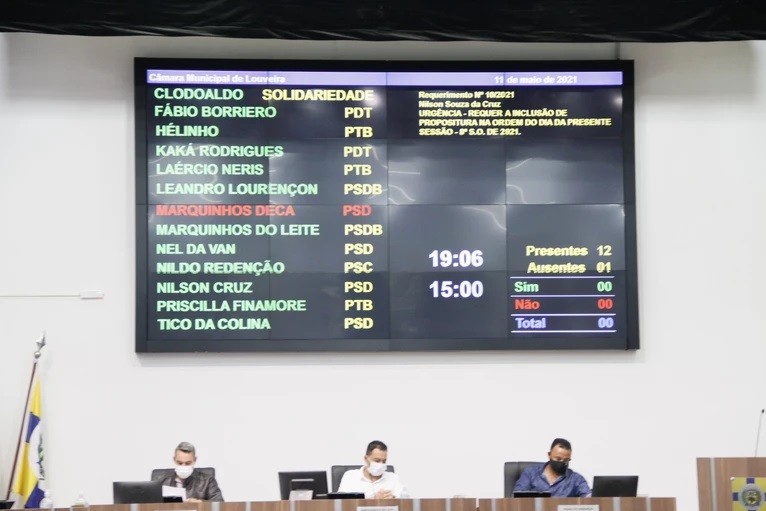 Câmara Municipal de Louveira 11 de maio de 2021
CLODOALDO SOLIDARIEDADE
FÁBIO BORRIERO PDT
HÉLINHO PTB
KAKÁ RODRIGUES PDT
LAÉRCIO NERIS PTB
LEANDRO LOURENÇON PSDB
MARQUINHOS DECA PSD
MARQUINHOS DO LEITE PSDB
NEL DA VAN PSD
NILDO REDENÇÃO PSC
NILSON CRUZ PSD
PRISCILLA FINAMORE PTB
TICO DA COLINA PSD
Requerimento Nº 10/2021
Nilson Souza da Cruz
URGÊNCIA - REQUER A INCLUSÃO DE
PROPOSITURA NA ORDEM DO DIA DA PRESENTE
SESSÃO - 9ª S.O. DE 2021.
19:06
15:00
Presentes 12
Ausentes 01
Sim 00
Não 00
Total 00